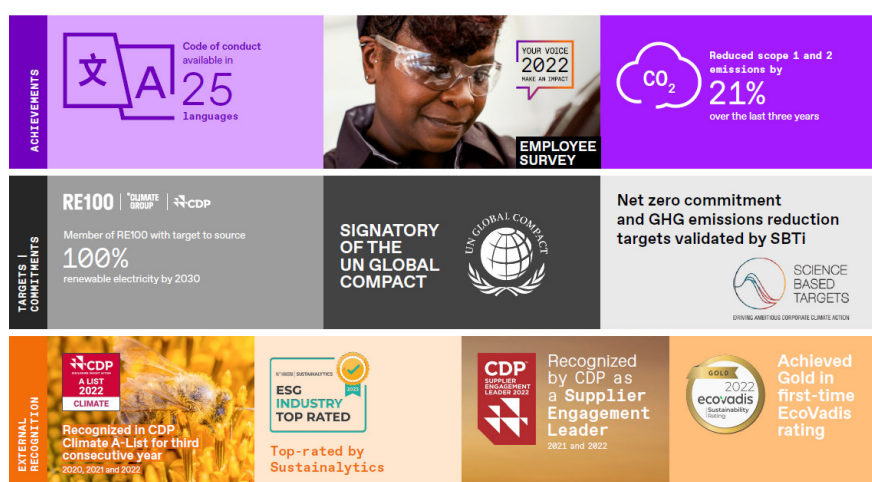 ACHIEVEMENTS
文 A
Code of conduct
available in
25
languages
YOUR VOICE
2022
MAKE AN IMPACT
EMPLOYEE
SURVEY
CO2
Reduced scope 1 and 2
emissions by
21%
over the last three years
TARGETS |
COMMITMENTS
RE100 | °CLIMATE GROUP | CDP
Member of RE100 with target to source
100%
renewable electricity by 2030
SIGNATORY
OF THE
UN GLOBAL
COMPACT
UN GLOBAL COMPACT
Net zero commitment
and GHG emissions reduction
targets validated by SBTi
SCIENCE
BASED
TARGETS
DRIVING AMBITIOUS CORPORATE CLIMATE ACTION
EXTERNAL
RECOGNITION
CDP
A LIST
2022
CLIMATE
Recognized in CDP
Climate A-List for third
consecutive year
2020, 2021 and 2022
SUSTAINALYTICS
ESG
INDUSTRY
TOP RATED
Top-rated by
Sustainalytics
CDP
SUPPLIER
ENGAGEMENT
LEADER 2022
Recognized
by CDP as
a Supplier
Engagement
Leader
2021 and 2022
GOLD
2022
ecovadis
Sustainability
Rating
Achieved
Gold in
first-time
EcoVadis
rating